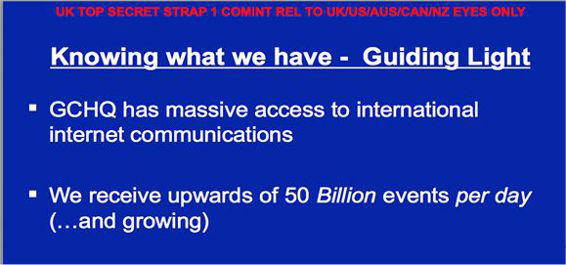 UK TOP SECRET STRAP 1 COMINT REL TO UK/US/AUS/CAN/NZ EYES ONLY
Knowing what we have - Guiding Light
▪ GCHQ has massive access to international
internet communications
▪ We receive upwards of 50 Billion events per day
(…and growing)